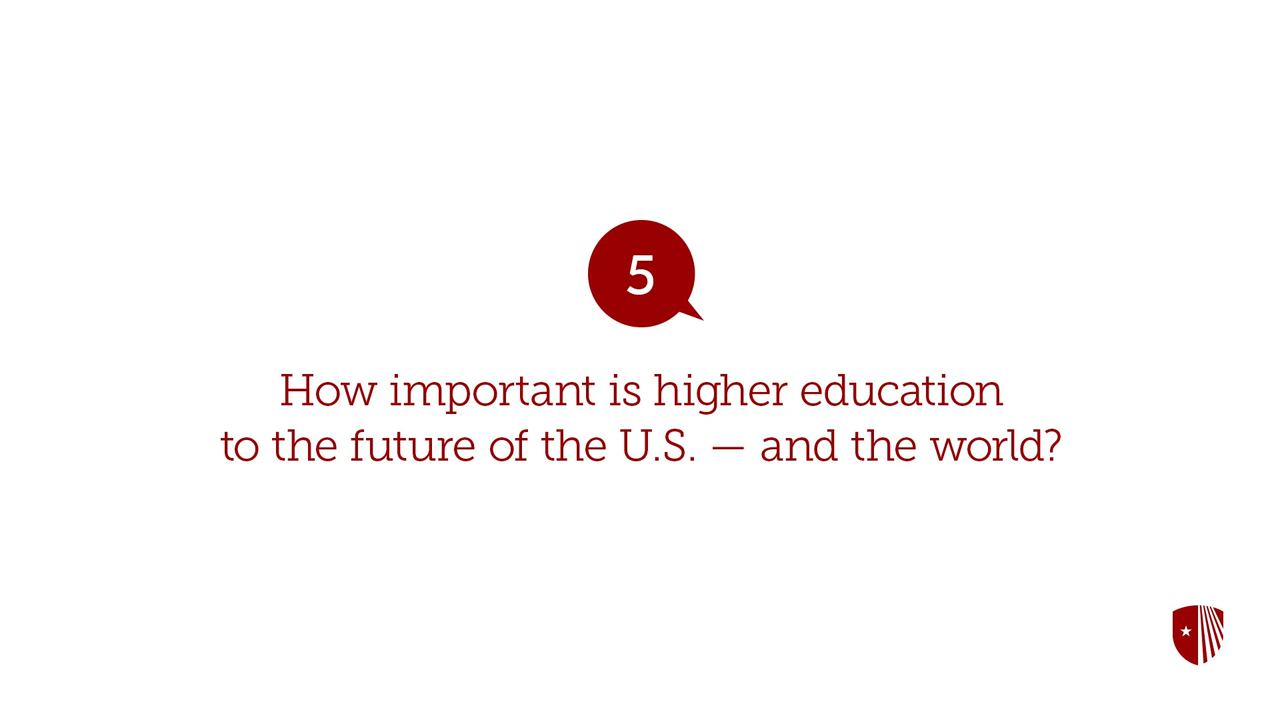 5
How important is higher education
to the future of the U.S. — and the world?